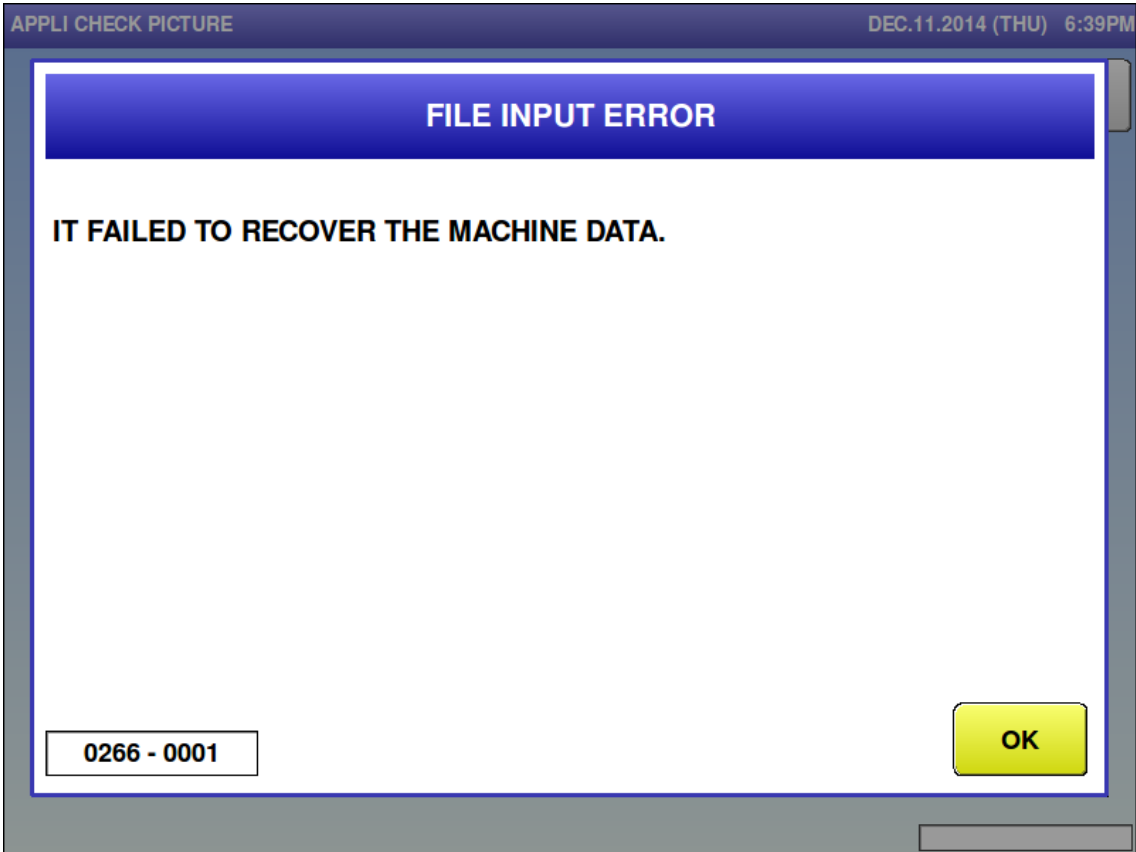 APPLI CHECK PICTURE DEC.11.2014 (THU) 6:39PM
FILE INPUT ERROR
IT FAILED TO RECOVER THE MACHINE DATA.
0266 - 0001
OK